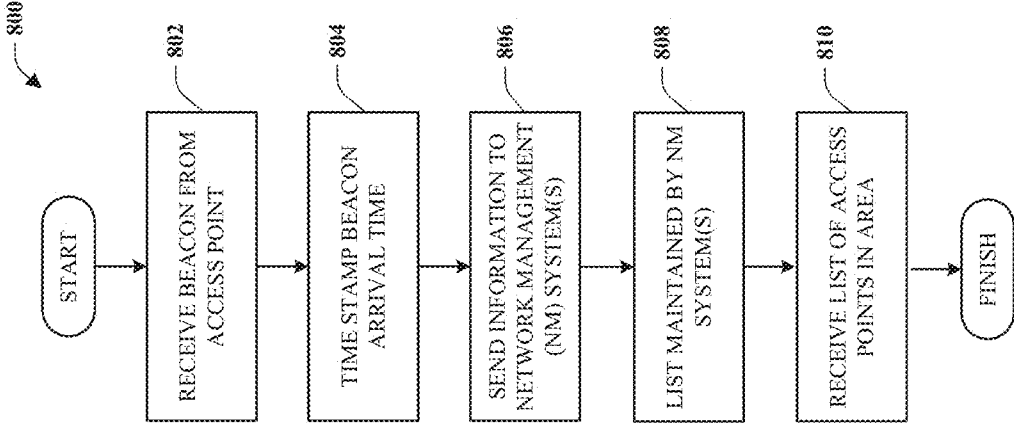 800
START
RECEIVE BEACON FROM
ACCESS POINT
802
TIME STAMP BEACON
ARRIVAL TIME
804
SEND INFORMATION TO
NETWORK MANAGEMENT
(NM) SYSTEM(S)
806
LIST MAINTAINED BY NM
SYSTEM(S)
808
RECEIVE LIST OF ACCESS
POINTS IN AREA
810
FINISH